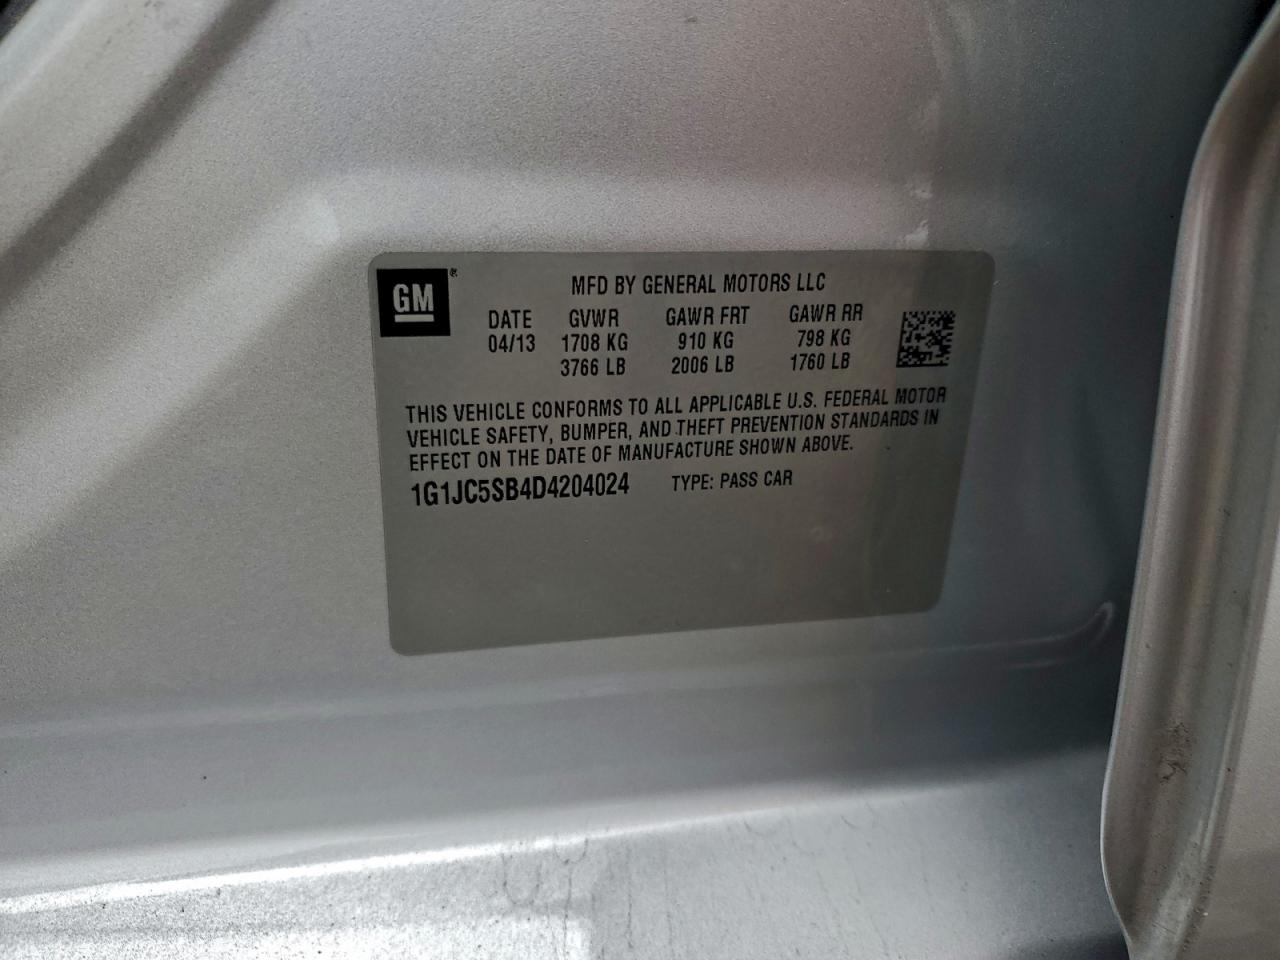 GM ®
MFD BY GENERAL MOTORS LLC
DATE GVWR GAWR FRT GAWR RR
04/13 1708 KG 910 KG 798 KG
3766 LB 2006 LB 1760 LB
THIS VEHICLE CONFORMS TO ALL APPLICABLE U.S. FEDERAL MOTOR
VEHICLE SAFETY, BUMPER, AND THEFT PREVENTION STANDARDS IN
EFFECT ON THE DATE OF MANUFACTURE SHOWN ABOVE.
1G1JC5SB4D4204024 TYPE: PASS CAR